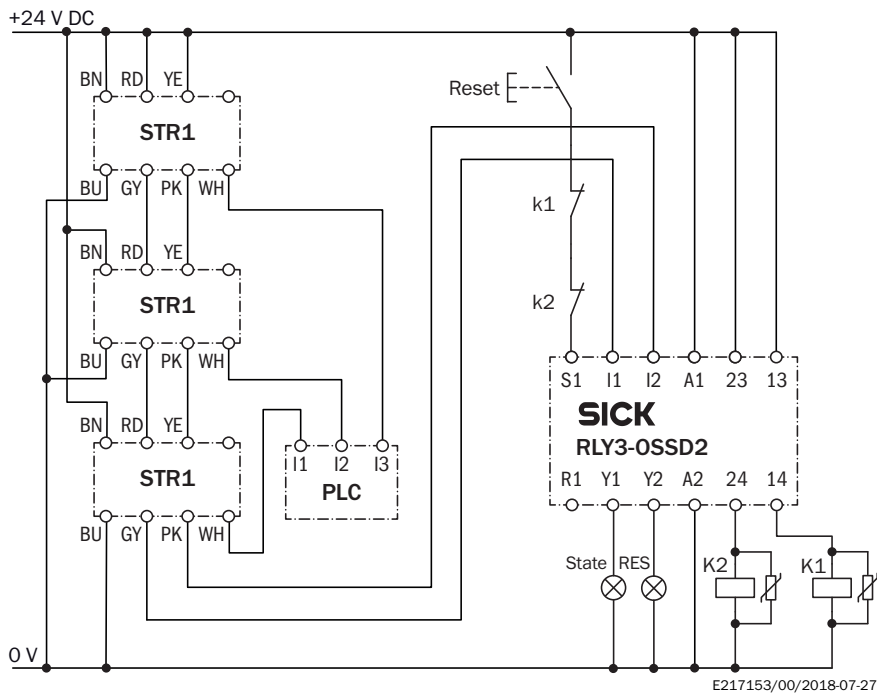 +24 V DC
BN RD YE
STR1
BU GY PK WH
BN RD YE
STR1
BU GY PK WH
BN RD YE
STR1
BU GY PK WH
I1 I2 I3
PLC
Reset
k1
k2
S1 I1 I2 A1 23 13
SICK
RLY3-OSSD2
R1 Y1 Y2 A2 24 14
State RES K2 K1
0 V
E217153/00/2018-07-27